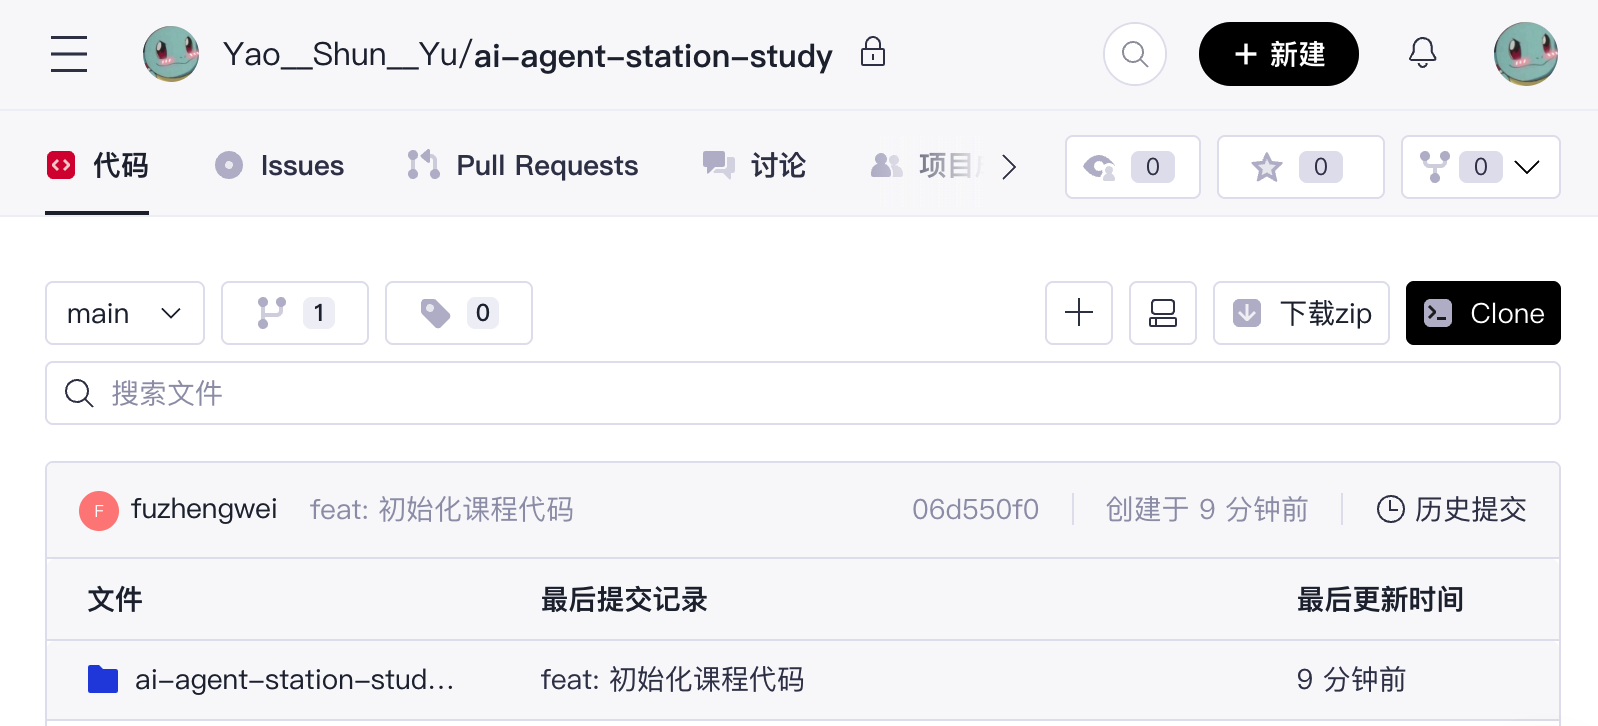 Yao__Shun__Yu/ai-agent-station-study
新建
代码
Issues
Pull Requests
讨论
项目
0
0
0
main
1
0
下载zip
Clone
搜索文件
F
fuzhengwei
feat: 初始化课程代码
06d550f0
创建于 9 分钟前
历史提交
文件
最后提交记录
最后更新时间
ai-agent-station-stud...
feat: 初始化课程代码
9 分钟前